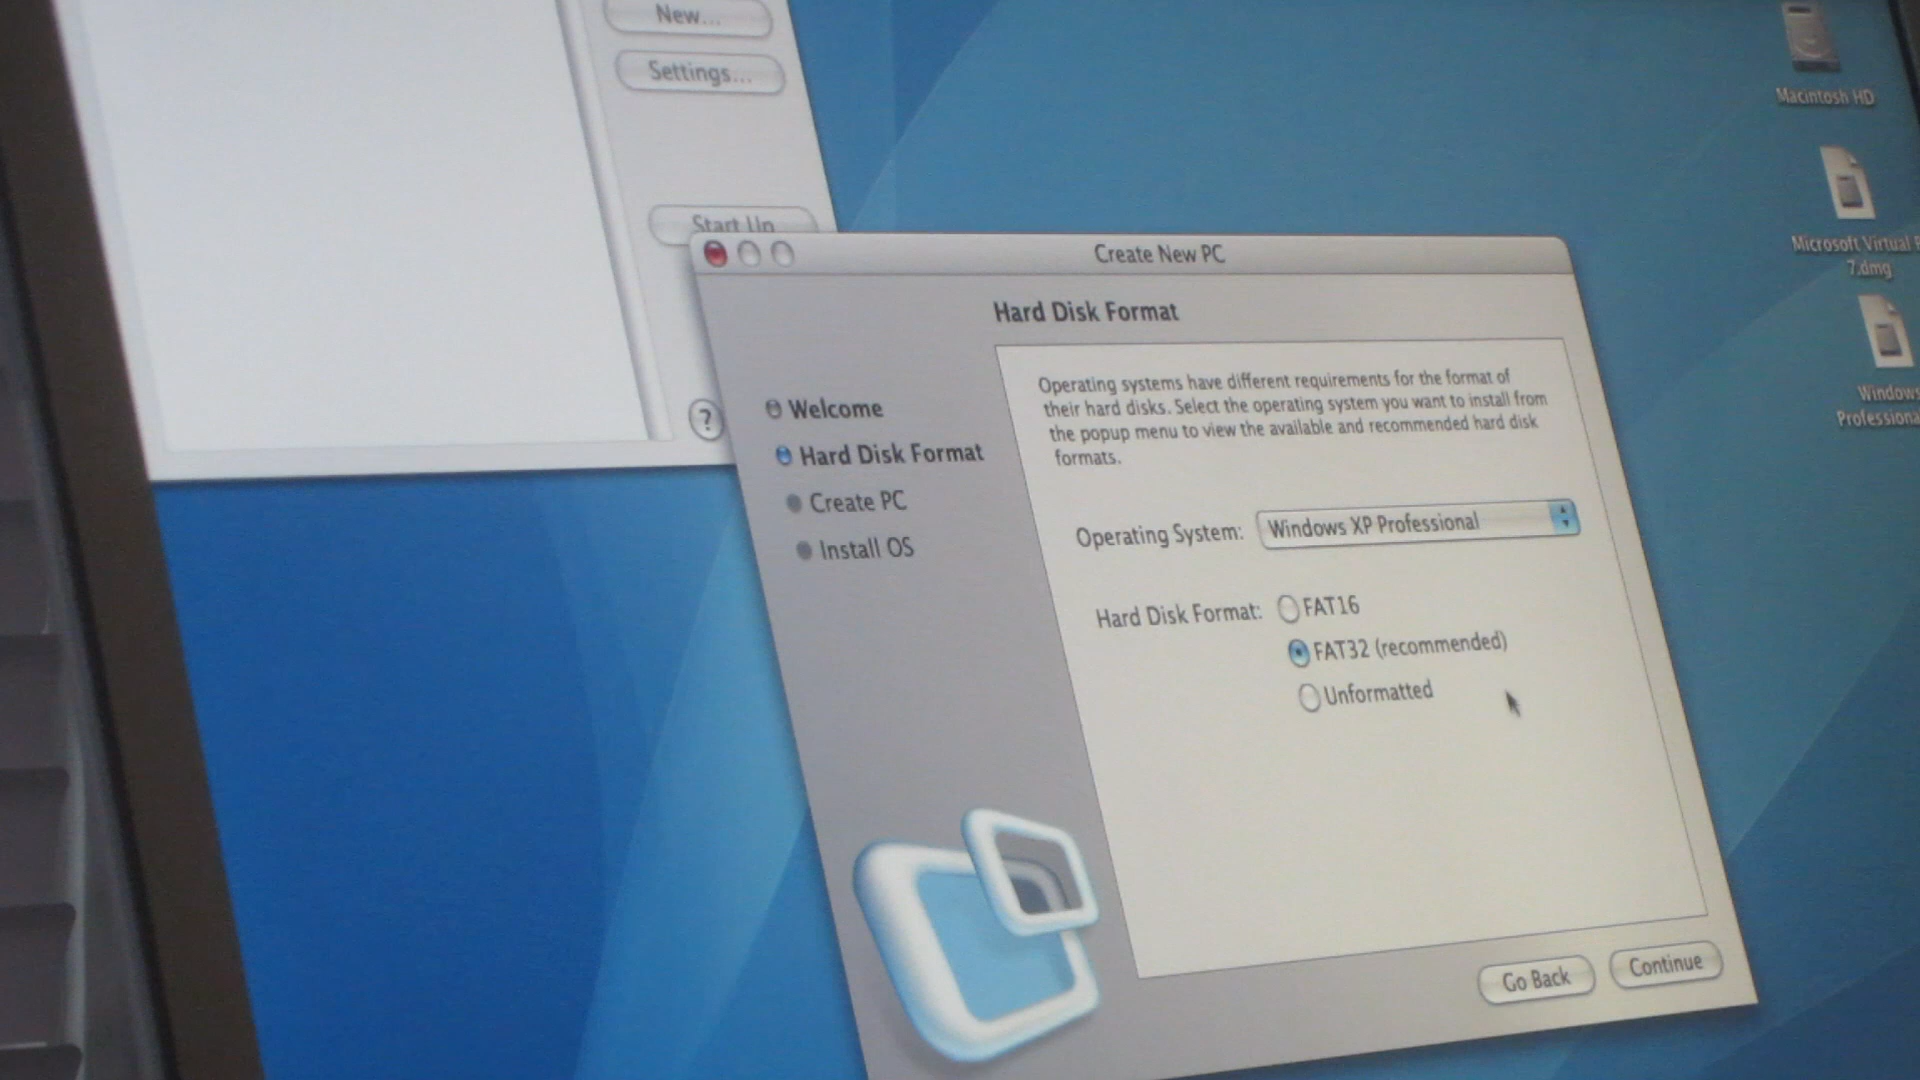 New...
Settings...
Start Up
?
Macintosh HD
Microsoft Virtual
7.dmg
Windows
Professional
Create New PC
Hard Disk Format
Welcome
Hard Disk Format
Create PC
Install OS
Operating systems have different requirements for the format of
their hard disks. Select the operating system you want to install from
the popup menu to view the available and recommended hard disk
formats.
Operating System: Windows XP Professional
Hard Disk Format: FAT16
FAT32 (recommended)
Unformatted
Go Back
Continue